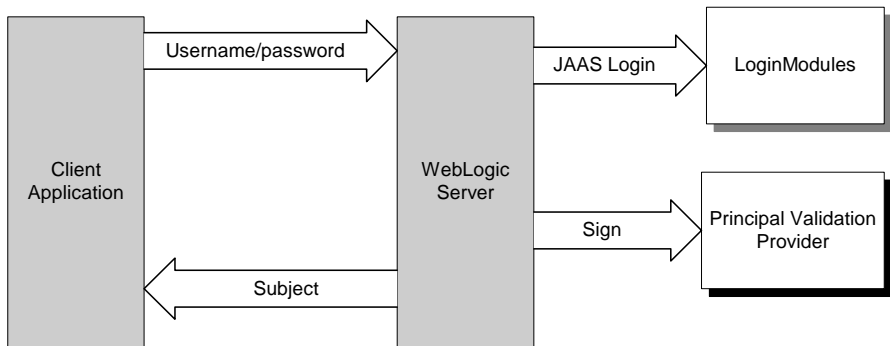 Username/password
JAAS Login
LoginModules
Client
Application
WebLogic
Server
Sign
Principal Validation
Provider
Subject